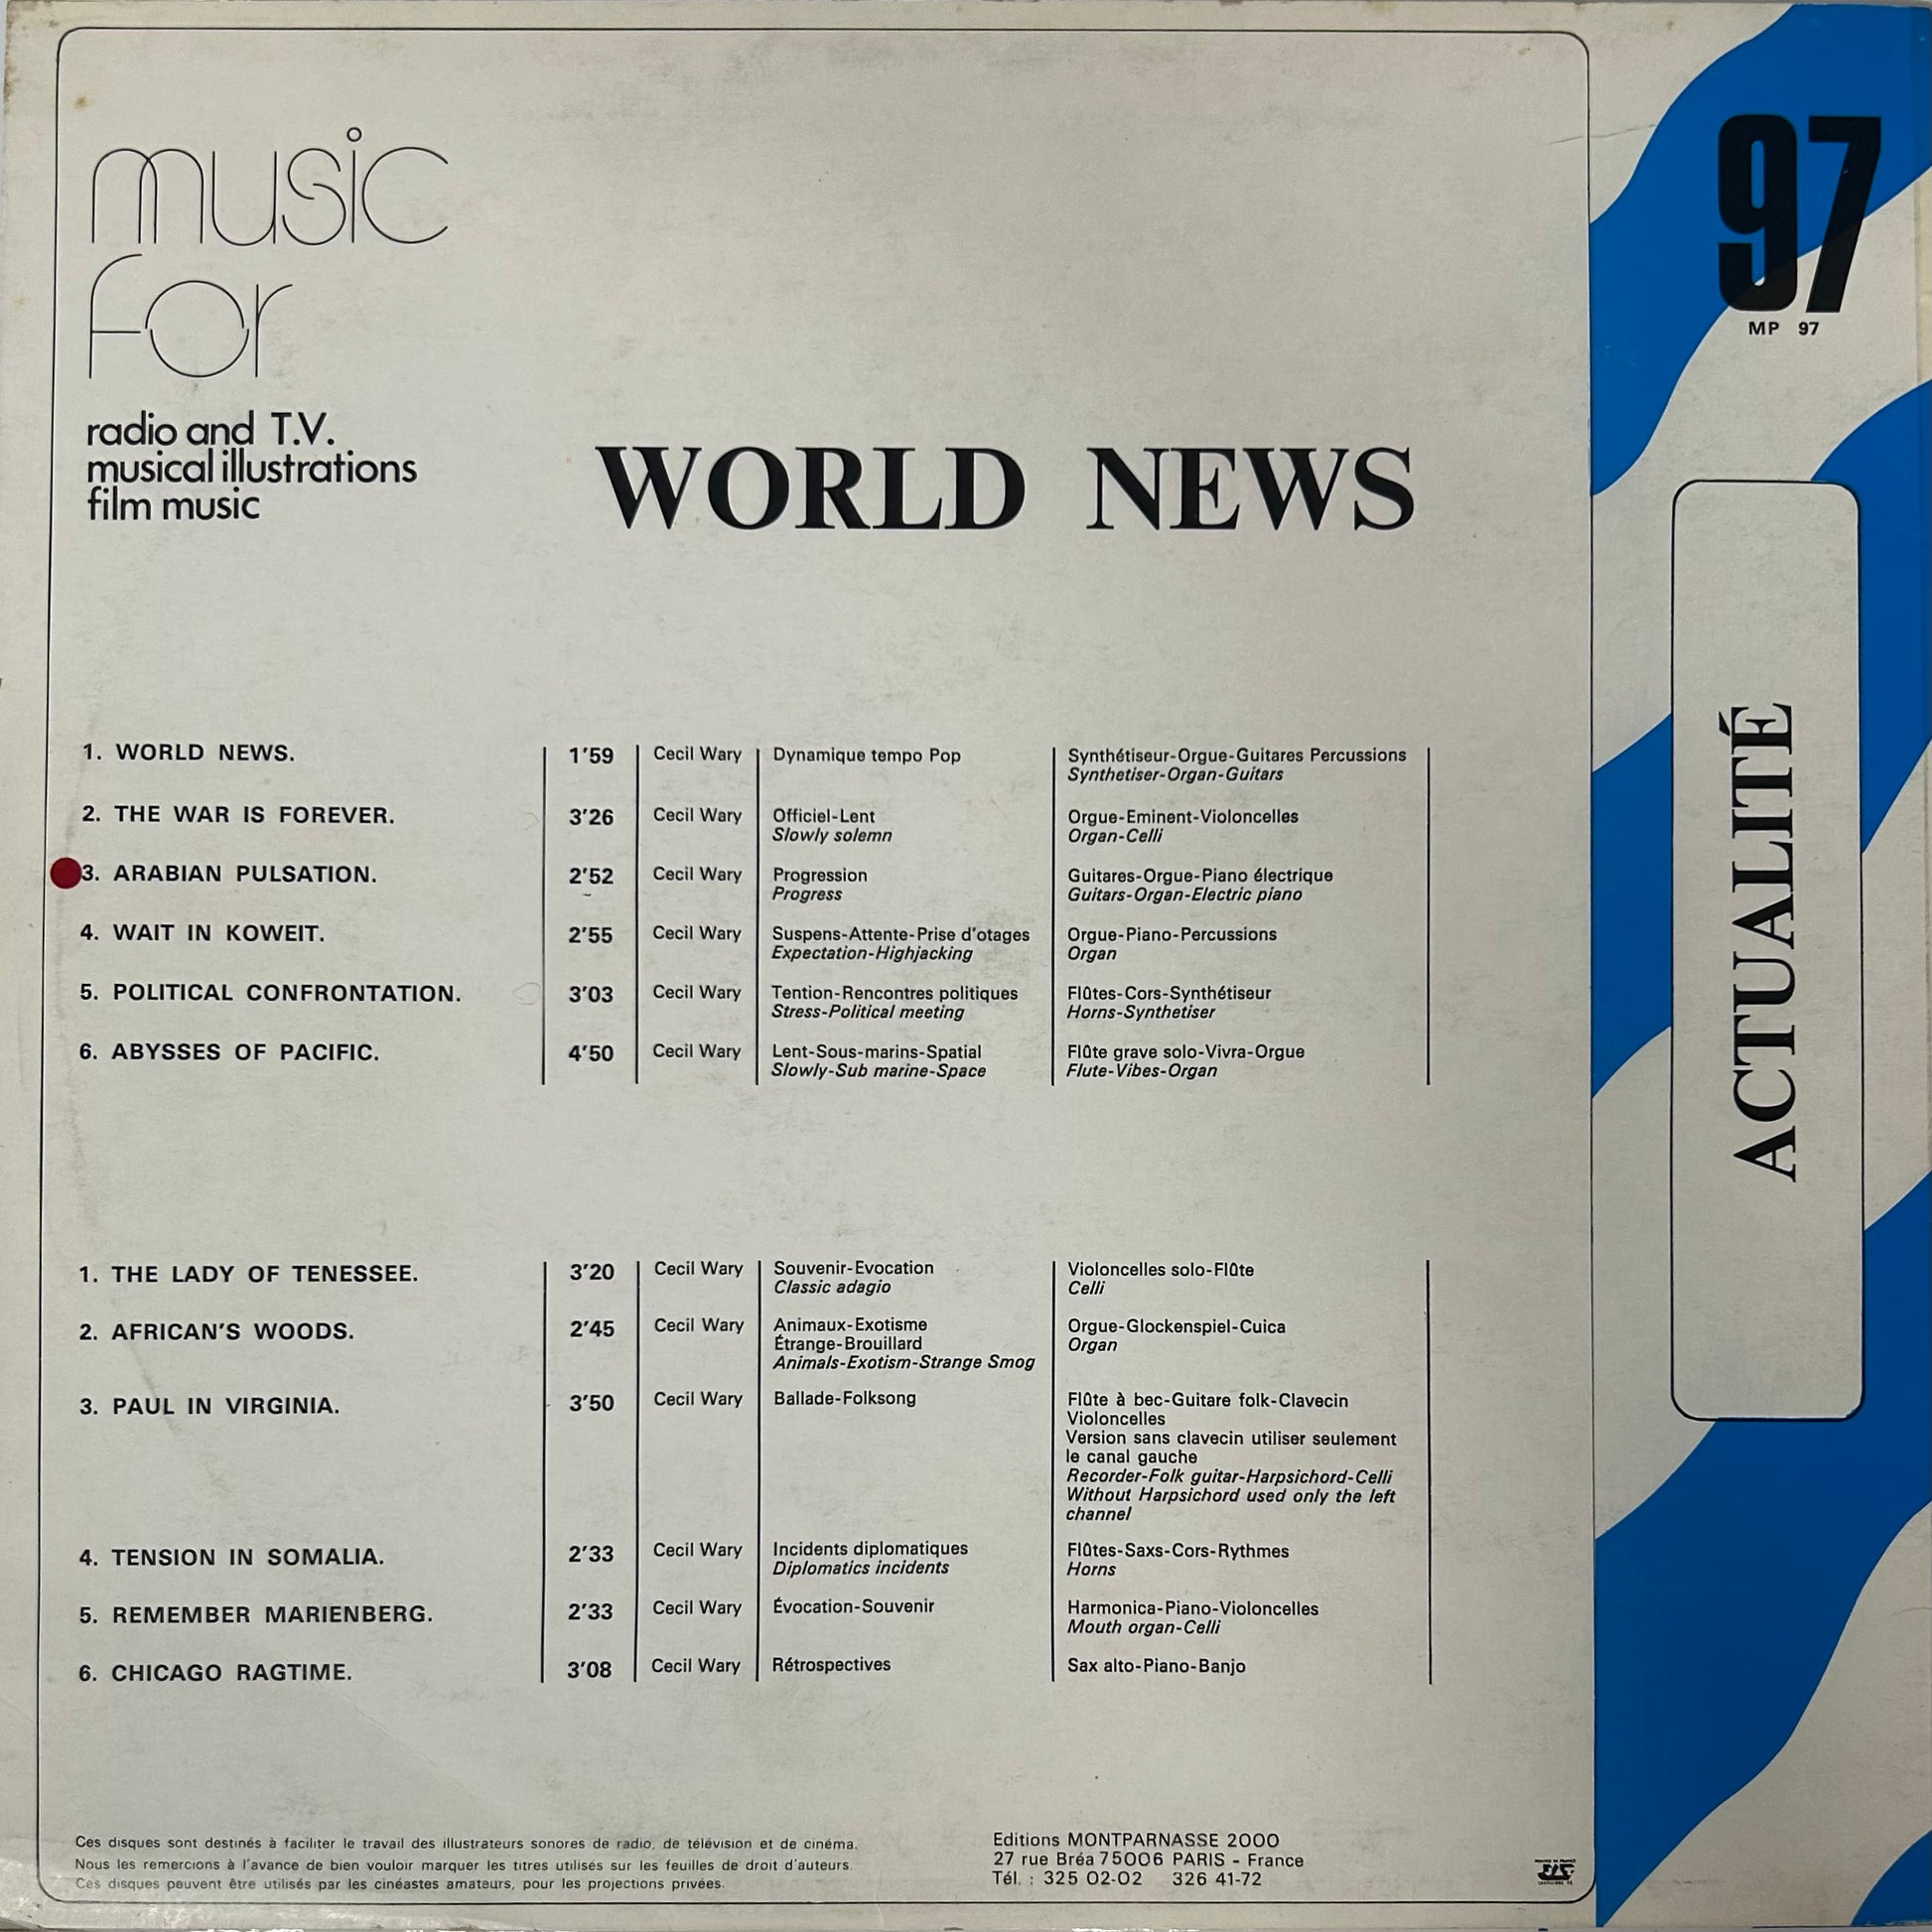 music
for
radio and T.V.
musical illustrations
film music
WORLD NEWS
97
MP 97
ACTUALITÉ
1. WORLD NEWS. 1'59 Cecil Wary Dynamique tempo Pop Synthétiseur-Orgue-Guitares Percussions
Synthetiser-Organ-Guitars
2. THE WAR IS FOREVER. 3'26 Cecil Wary Officiel-Lent Orgue-Eminent-Violoncelles
Slowly solemn Organ-Celli
3. ARABIAN PULSATION. 2'52 Cecil Wary Progression Guitares-Orgue-Piano électrique
Progress Guitars-Organ-Electric piano
4. WAIT IN KOWEIT. 2'55 Cecil Wary Suspens-Attente-Prise d'otages Orgue-Piano-Percussions
Expectation-Highjacking Organ
5. POLITICAL CONFRONTATION. 3'03 Cecil Wary Tention-Rencontres politiques Flûtes-Cors-Synthétiseur
Stress-Political meeting Horns-Synthetiser
6. ABYSSES OF PACIFIC. 4'50 Cecil Wary Lent-Sous-marins-Spatial Flûte grave solo-Vivra-Orgue
Slowly-Sub marine-Space Flute-Vibes-Organ
1. THE LADY OF TENESSEE. 3'20 Cecil Wary Souvenir-Evocation Violoncelles solo-Flûte
Classic adagio Celli
2. AFRICAN'S WOODS. 2'45 Cecil Wary Animaux-Exotisme Orgue-Glockenspiel-Cuica
Étrange-Brouillard Organ
Animals-Exotism-Strange Smog
3. PAUL IN VIRGINIA. 3'50 Cecil Wary Ballade-Folksong Flûte à bec-Guitare folk-Clavecin
Violoncelles
Version sans clavecin utiliser seulement
le canal gauche
Recorder-Folk guitar-Harpsichord-Celli
Without Harpsichord used only the left
channel
4. TENSION IN SOMALIA. 2'33 Cecil Wary Incidents diplomatiques Flûtes-Saxs-Cors-Rythmes
Diplomatics incidents Horns
5. REMEMBER MARIENBERG. 2'33 Cecil Wary Évocation-Souvenir Harmonica-Piano-Violoncelles
Mouth organ-Celli
6. CHICAGO RAGTIME. 3'08 Cecil Wary Rétrospectives Sax alto-Piano-Banjo
Ces disques sont destinés à faciliter le travail des illustrateurs sonores de radio, de télévision et de cinéma.
Nous les remercions à l'avance de bien vouloir marquer les titres utilisés sur les feuilles de droit d'auteurs.
Ces disques peuvent être utilisés par les cinéastes amateurs, pour les projections privées.
Editions MONTPARNASSE 2000
27 rue Bréa 75006 PARIS - France
Tél. : 325 02-02 326 41-72